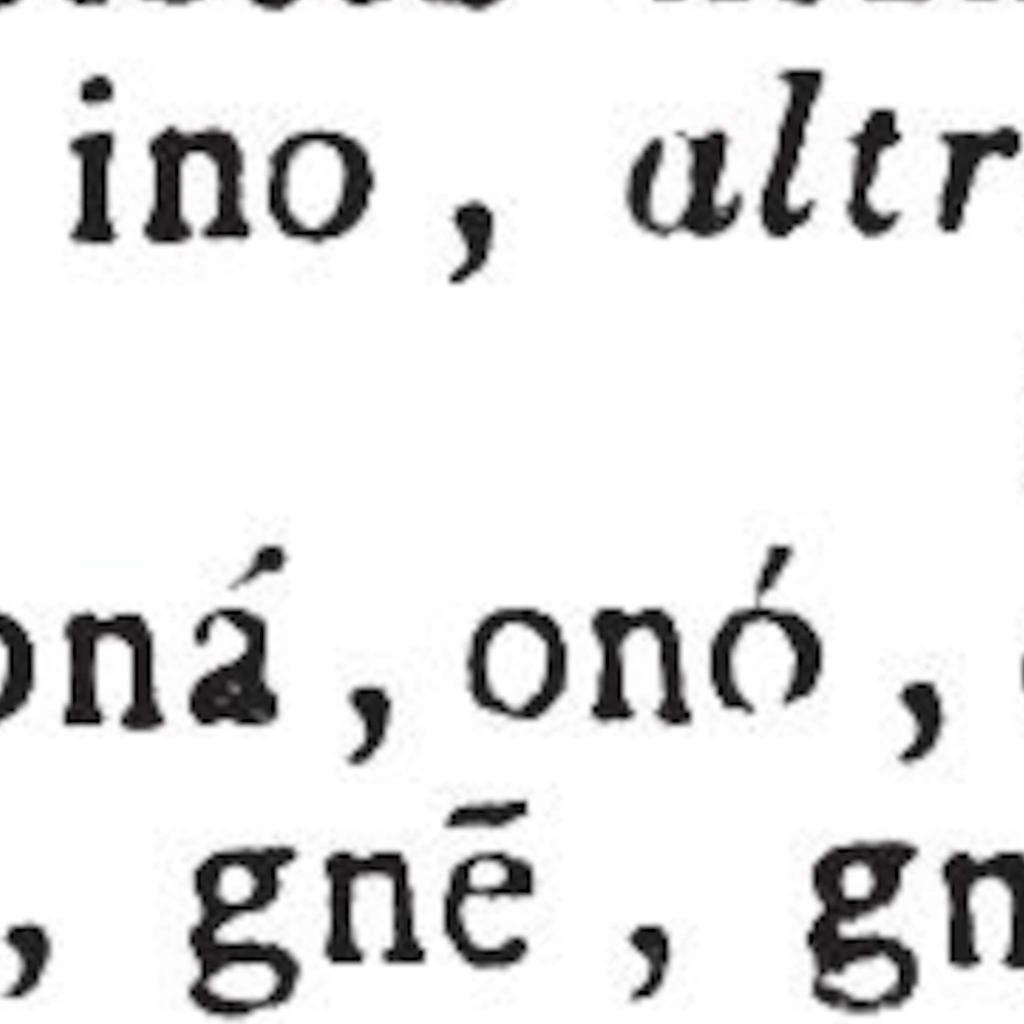 ino, altr
oná, onó,
, gnē, gn